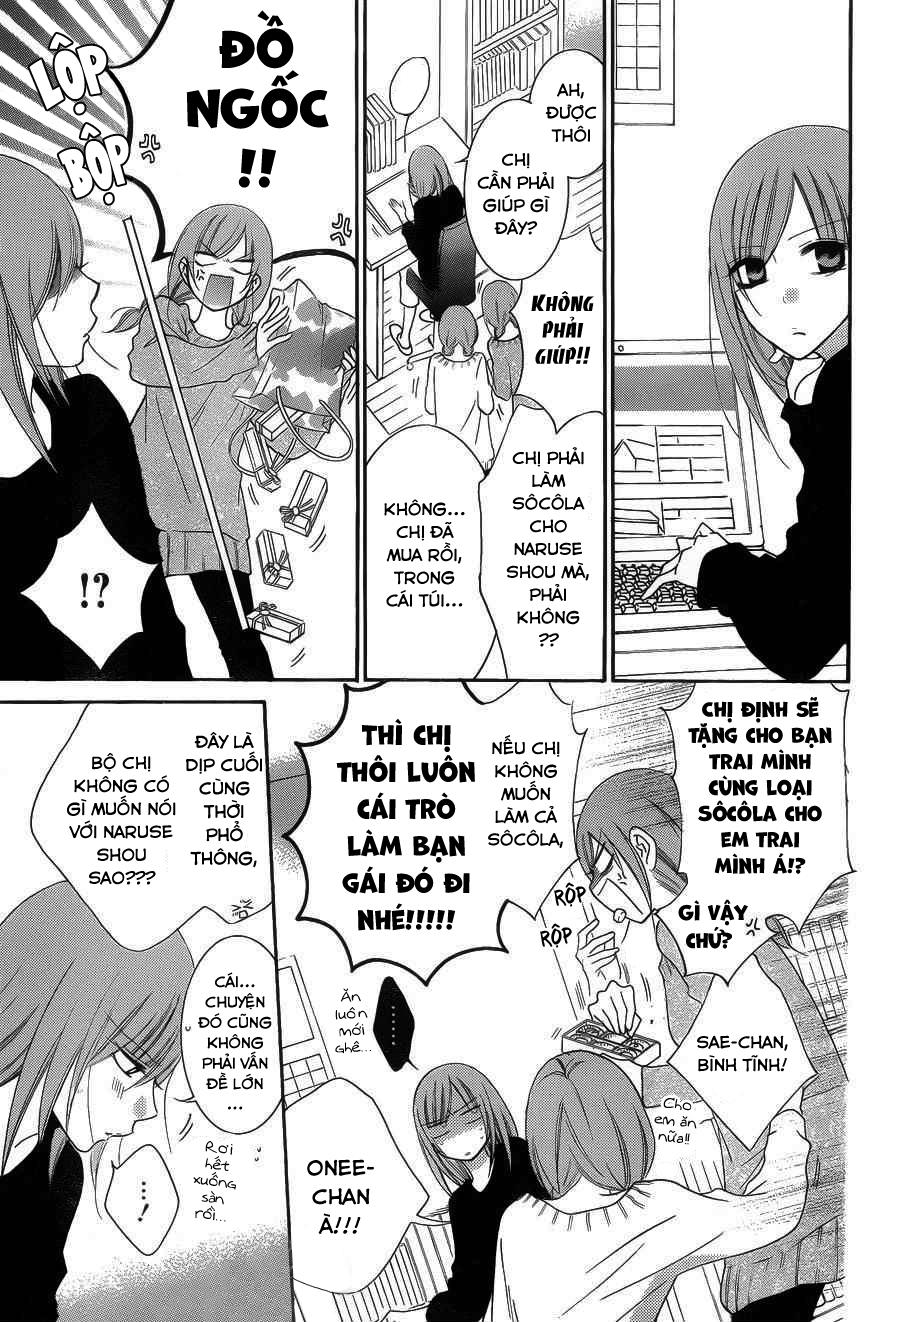 AH,
ĐƯỢC
THÔI
CHỊ
CẦN PHẢI
GIÚP GÌ
ĐÂY?
KHÔNG
PHẢI
GIÚP!!
CHỊ PHẢI
LÀM
SÔCÔLA
CHO
NARUSE
SHOU MÀ,
PHẢI
KHÔNG
??
KHÔNG...
CHỊ ĐÃ
MUA RỒI,
TRONG
CÁI TÚI...
ĐỒ
NGỐC
!!
LỘP
BỘP
!?
CHỊ ĐỊNH SẼ
TẶNG CHO BẠN
TRAI MÌNH
CÙNG LOẠI
SÔCÔLA CHO
EM TRAI
MÌNH Á!?
GÌ VẬY
CHỨ?
NẾU CHỊ
KHÔNG
MUỐN
LÀM CẢ
SÔCÔLA,
THÌ CHỊ
THÔI LUÔN
CÁI TRÒ
LÀM BẠN
GÁI ĐÓ ĐI
NHÉ!!!!!
RỘP
RỘP
SAE-CHAN,
BÌNH TĨNH!
Cho
em ăn
nữa!!
......
Ăn
luôn
mới
ghê...
ONEE-
CHAN
À!!!
ĐÂY LÀ
DỊP CUỐI
CÙNG
THỜI
PHỔ
THÔNG,
BỘ CHỊ
KHÔNG CÓ
GÌ MUỐN NÓI
VỚI NARUSE
SHOU
SAO???
CÁI...
CHUYỆN
ĐÓ CŨNG
KHÔNG
PHẢI VẤN
ĐỀ LỚN
...
Rơi
hết
xuống
sàn
rồi...
...!